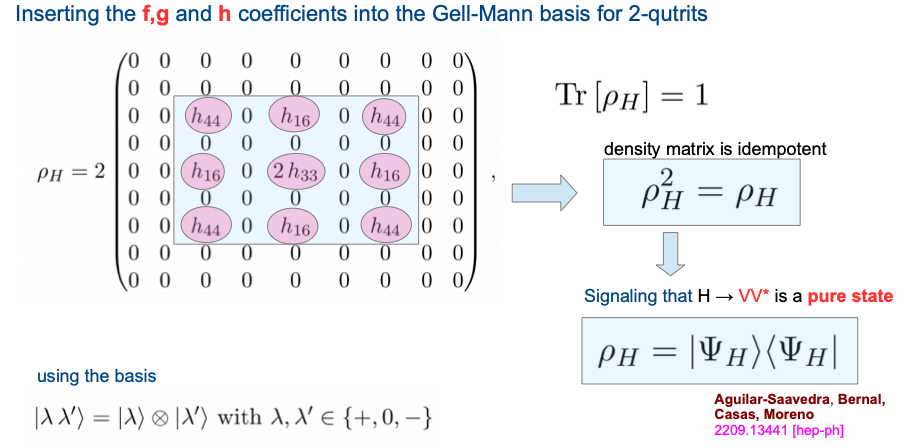 Inserting the f,g and h coefficients into the Gell-Mann basis for 2-qutrits
0 0 0 0 0 0 0 0 0
0 0 0 0 0 0 0 0 0
0 0 h₄₄ 0 h₁₆ 0 h₄₄ 0 0
0 0 0 0 0 0 0 0 0
ρ_H = 2 0 0 h₁₆ 0 2 h₃₃ 0 h₁₆ 0 0 ,
0 0 0 0 0 0 0 0 0
0 0 h₄₄ 0 h₁₆ 0 h₄₄ 0 0
0 0 0 0 0 0 0 0 0
0 0 0 0 0 0 0 0 0
Tr [ρ_H] = 1
density matrix is idempotent
ρ_H² = ρ_H
Signaling that H → VV* is a pure state
ρ_H = |Ψ_H⟩⟨Ψ_H|
using the basis
|λ λ′⟩ = |λ⟩ ⊗ |λ′⟩ with λ, λ′ ∈ {+, 0, −}
Aguilar-Saavedra, Bernal,
Casas, Moreno
2209.13441 [hep-ph]